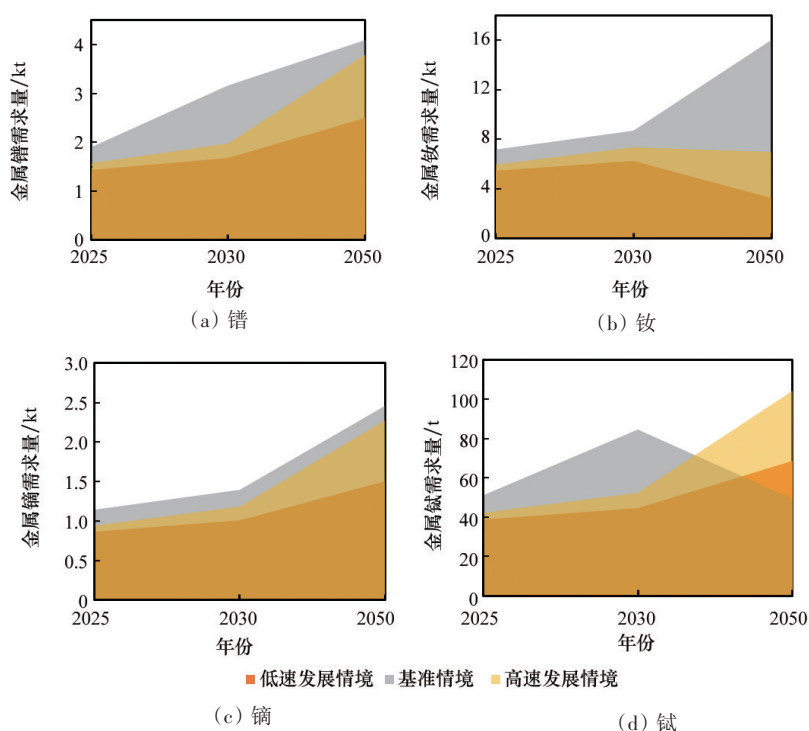 金属镨需求量/kt
4
3
2
1
0
2025 2030 2050
年份
(a) 镨
金属钕需求量/kt
16
12
8
4
0
2025 2030 2050
年份
(b) 钕
金属镝需求量/kt
3.0
2.5
2.0
1.5
1.0
0.5
0
2025 2030 2050
年份
金属铽需求量/t
120
100
80
60
40
20
0
2025 2030 2050
年份
低速发展情境 基准情境 高速发展情境
(c) 镝
(d) 铽